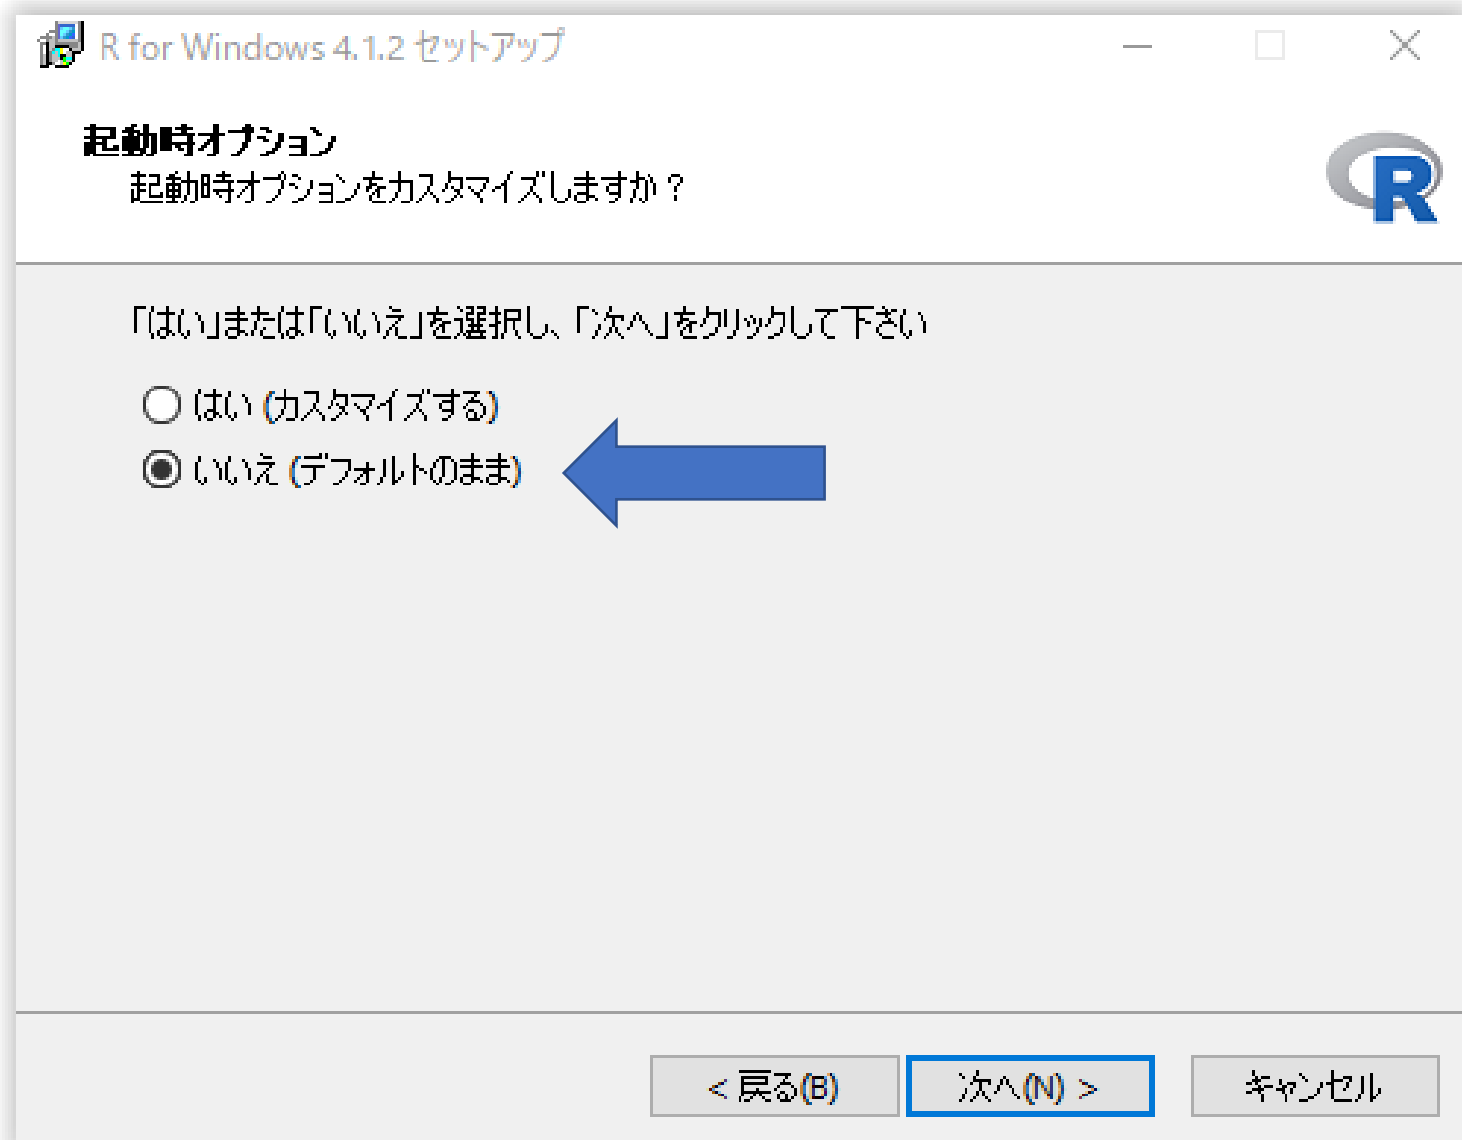 R for Windows 4.1.2 セットアップ
起動時オプション
起動時オプションをカスタマイズしますか？
R
「はい」または「いいえ」を選択し、「次へ」をクリックして下さい
はい (カスタマイズする)
いいえ (デフォルトのまま)
< 戻る(B)
次へ(N) >
キャンセル